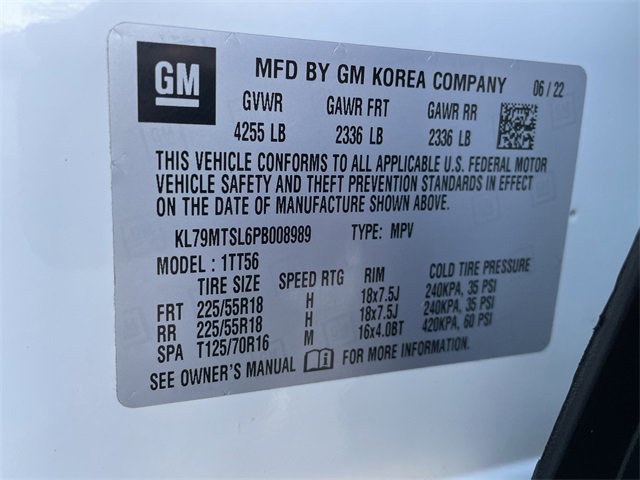 GM MFD BY GM KOREA COMPANY 06/22
GVWR GAWR FRT GAWR RR
4255 LB 2336 LB 2336 LB
THIS VEHICLE CONFORMS TO ALL APPLICABLE U.S. FEDERAL MOTOR
VEHICLE SAFETY AND THEFT PREVENTION STANDARDS IN EFFECT
ON THE DATE OF MANUFACTURE SHOWN ABOVE.
KL79MTSL6PB008989 TYPE: MPV
MODEL : 1TT56
TIRE SIZE SPEED RTG RIM COLD TIRE PRESSURE
FRT 225/55R18 H 18x7.5J 240KPA, 35 PSI
RR 225/55R18 H 18x7.5J 240KPA, 35 PSI
SPA T125/70R16 M 16x4.0BT 420KPA, 60 PSI
SEE OWNER'S MANUAL FOR MORE INFORMATION.